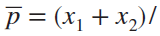 p̅ = (x₁ + x₂)/